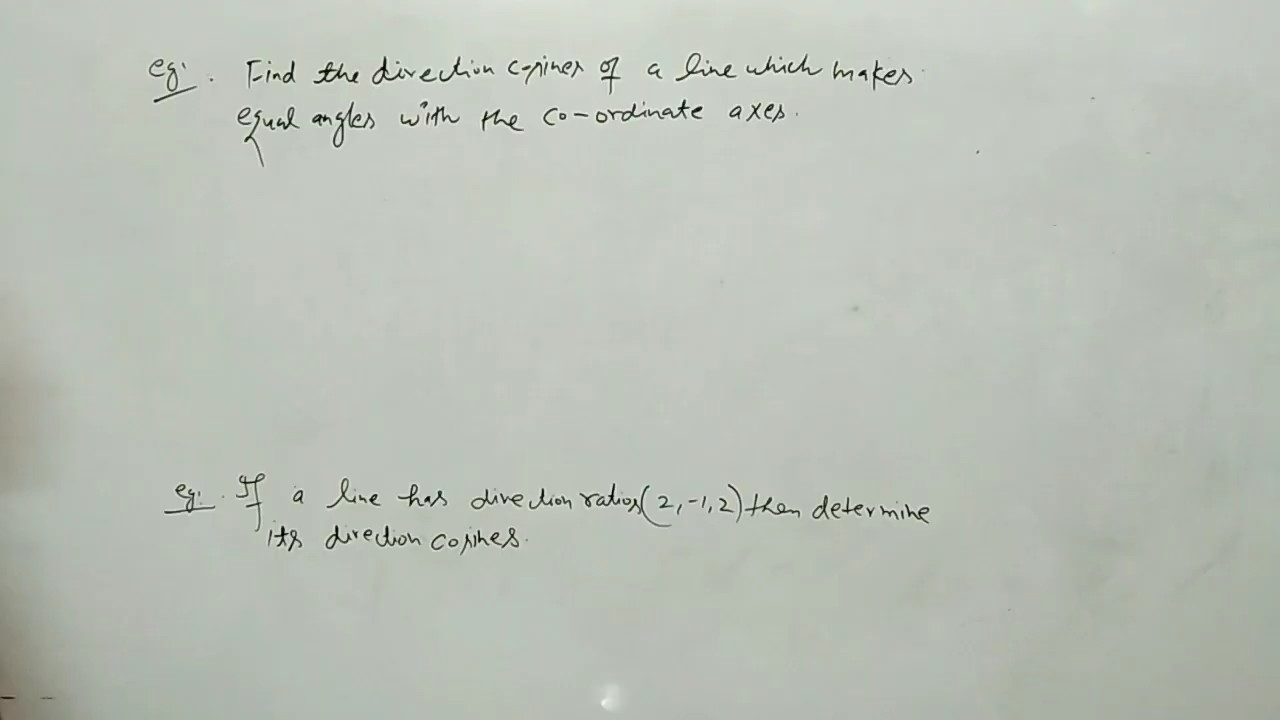 eg: . Find the direction cosines of a line which makes
equal angles with the co-ordinate axes.
eg: . If a line has direction ratios (2, -1, 2) then determine
its direction cosines.